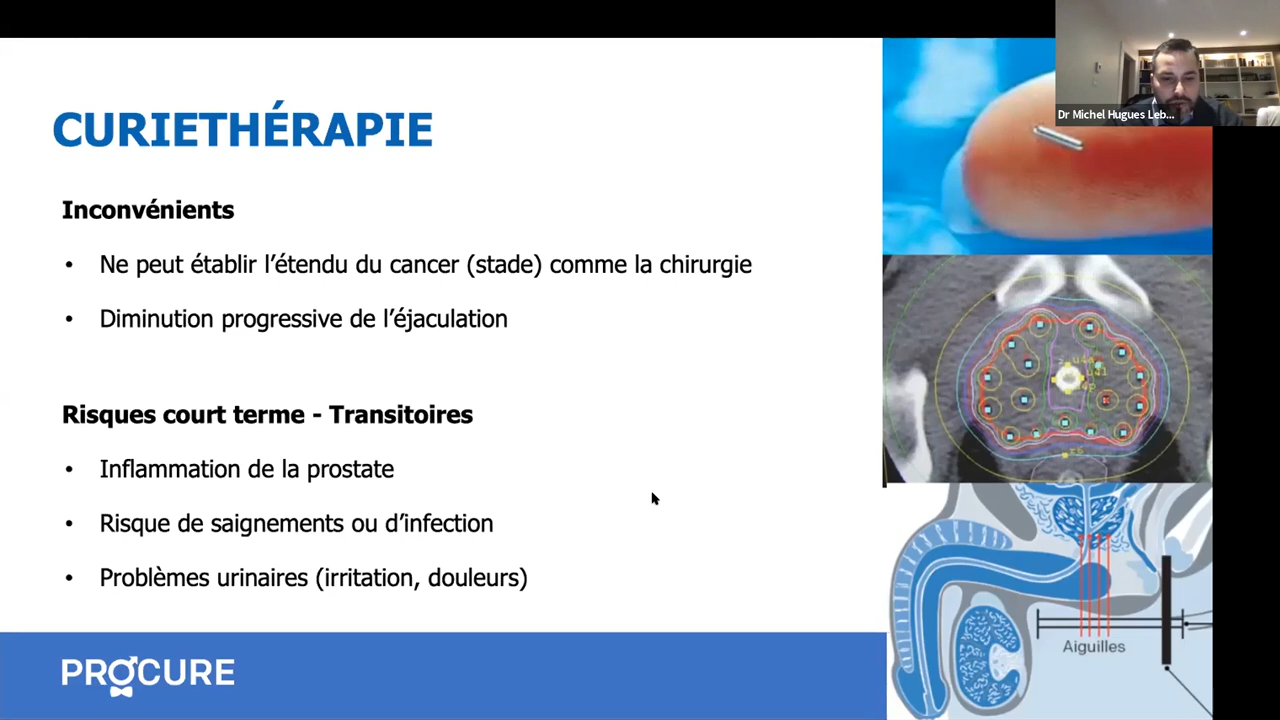 CURIETHÉRAPIE
Inconvénients
• Ne peut établir l’étendu du cancer (stade) comme la chirurgie
• Diminution progressive de l’éjaculation
Risques court terme - Transitoires
• Inflammation de la prostate
• Risque de saignements ou d’infection
• Problèmes urinaires (irritation, douleurs)
PROCURE
Dr Michel Hugues Leb...
Aiguilles